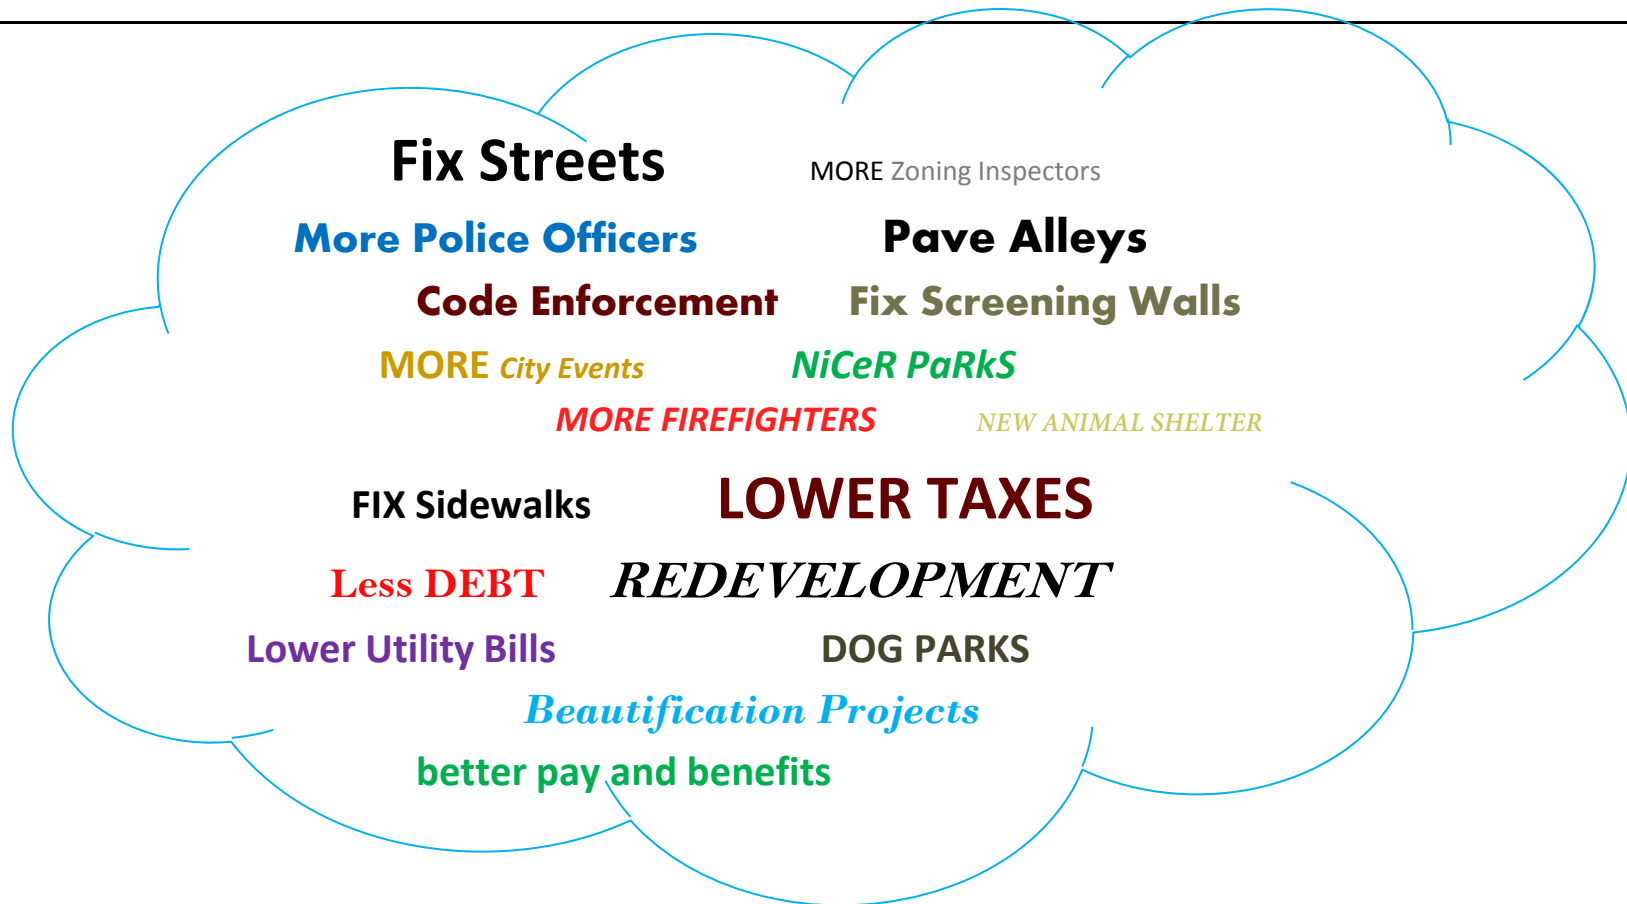 Fix Streets MORE Zoning Inspectors
More Police Officers Pave Alleys
Code Enforcement Fix Screening Walls
MORE City Events NiCeR PaRkS
MORE FIREFIGHTERS NEW ANIMAL SHELTER
FIX Sidewalks LOWER TAXES
Less DEBT REDEVELOPMENT
Lower Utility Bills DOG PARKS
Beautification Projects
better pay and benefits